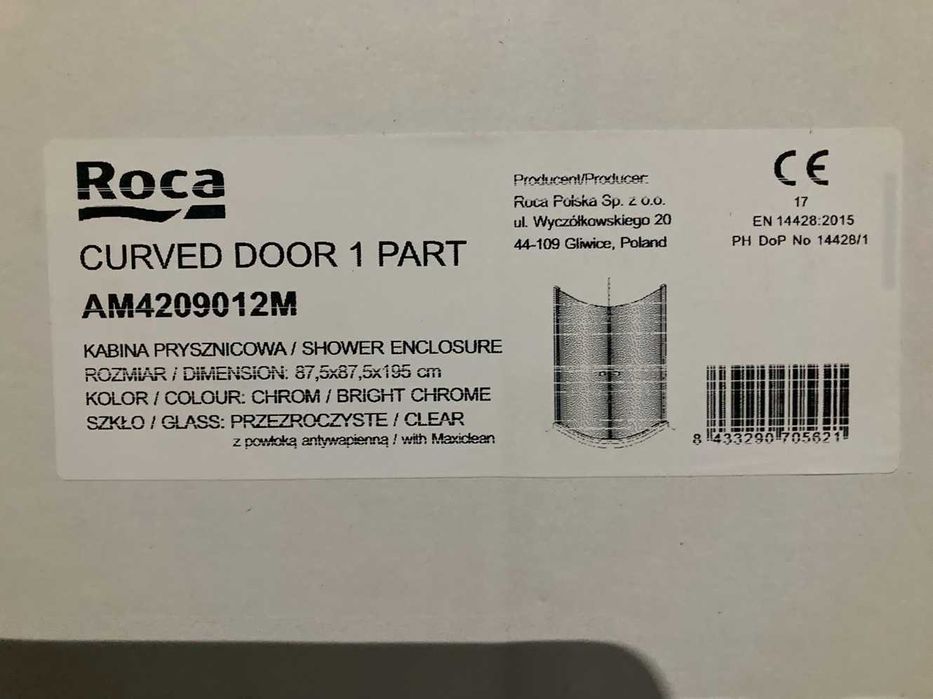 Roca
CURVED DOOR 1 PART
AM4209012M
KABINA PRYSZNICOWA / SHOWER ENCLOSURE
ROZMIAR / DIMENSION: 87,5x87,5x195 cm
KOLOR / COLOUR: CHROM / BRIGHT CHROME
SZKŁO / GLASS: PRZEZROCZYSTE / CLEAR
z powłoką antywapienną / with Maxiclean
Producent/Producer:
Roca Polska Sp. z o.o.
ul. Wyczółkowskiego 20
44-109 Gliwice, Poland
CE
17
EN 14428:2015
PH DoP No 14428/1
8 433290 705621